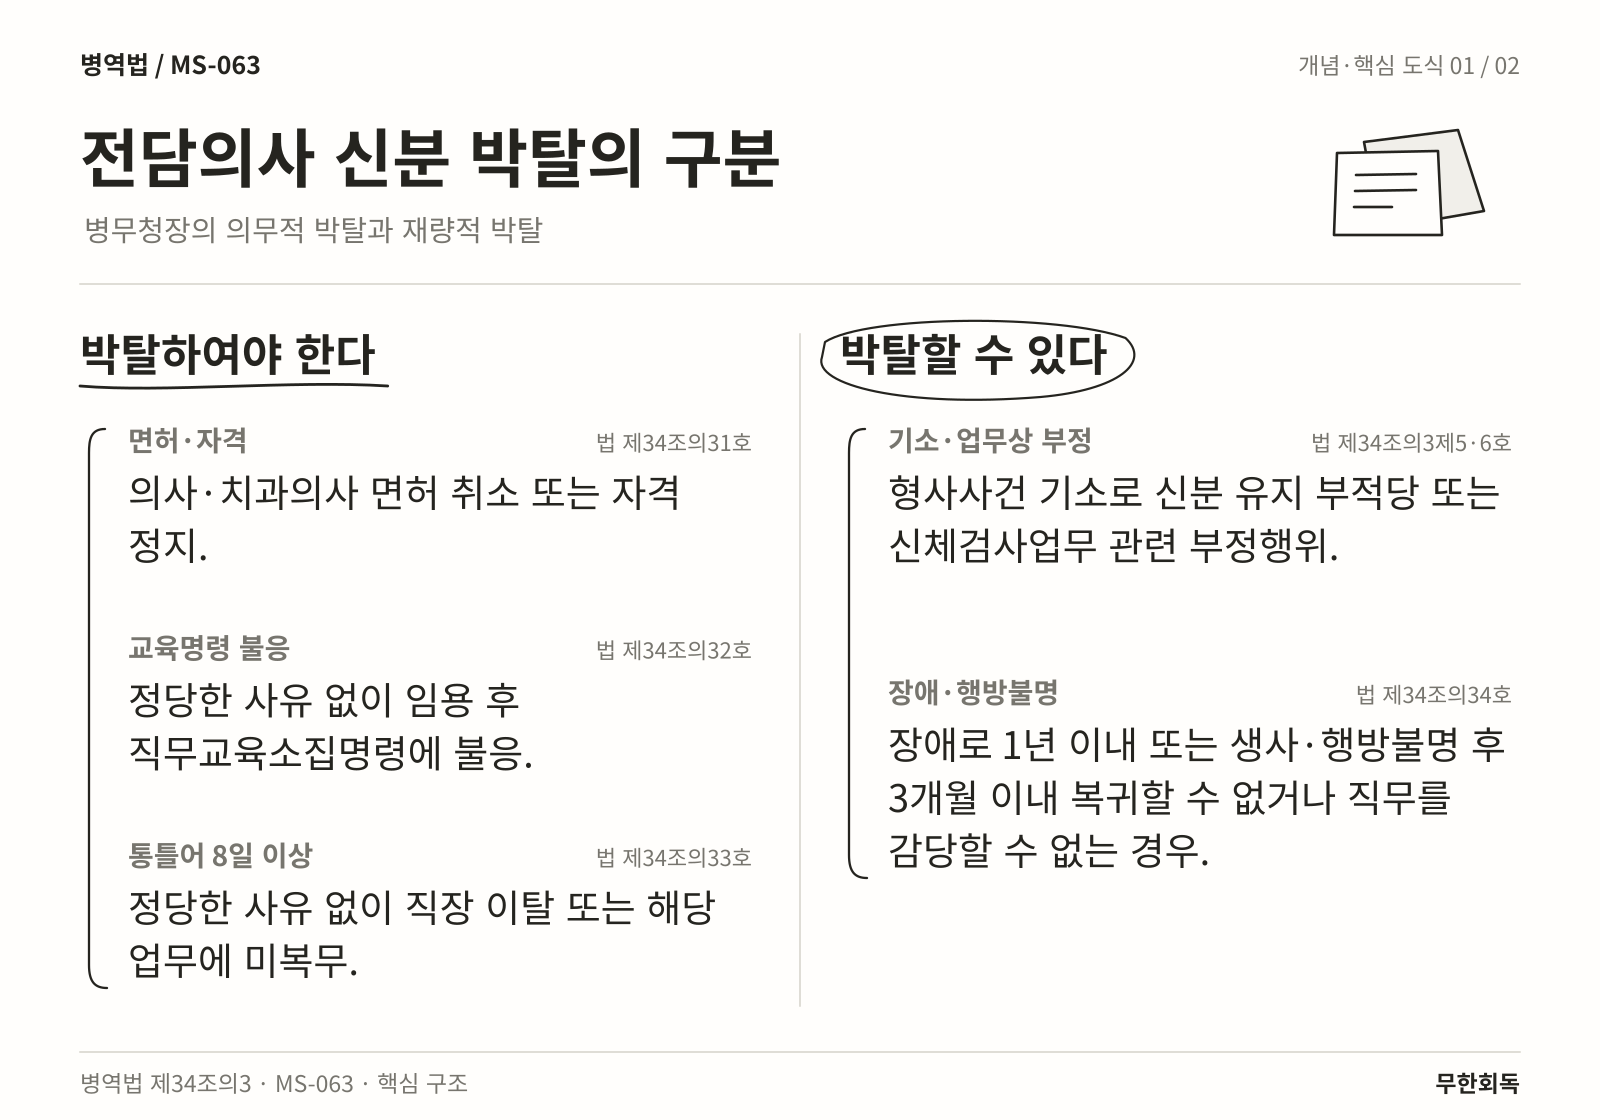 병역법 / MS-063
개념·핵심 도식 01 / 02
전담의사 신분 박탈의 구분
병무청장의 의무적 박탈과 재량적 박탈
박탈하여야 한다
면허·자격
법 제34조의31호
의사·치과의사 면허 취소 또는 자격
정지.
교육명령 불응
법 제34조의32호
정당한 사유 없이 임용 후
직무교육소집명령에 불응.
통틀어 8일 이상
법 제34조의33호
정당한 사유 없이 직장 이탈 또는 해당
업무에 미복무.
박탈할 수 있다
기소·업무상 부정
법 제34조의3제5·6호
형사사건 기소로 신분 유지 부적당 또는
신체검사업무 관련 부정행위.
장애·행방불명
법 제34조의34호
장애로 1년 이내 또는 생사·행방불명 후
3개월 이내 복귀할 수 없거나 직무를
감당할 수 없는 경우.
병역법 제34조의3 · MS-063 · 핵심 구조
무한회독